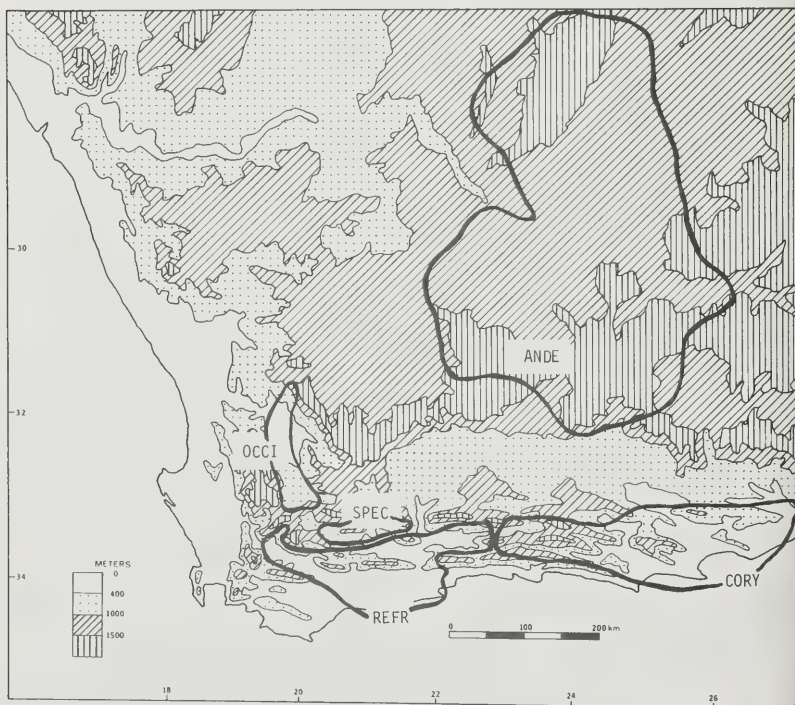 30
32
34
ANDE
OCCI
SPEC
CORY
REFR
METERS
0
400
1000
1500
0 100 200 km
18 20 22 24 26